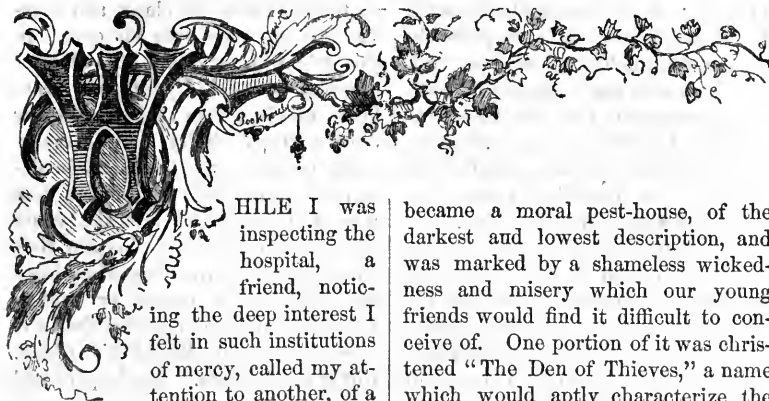 WHILE I was
inspecting the
hospital, a
friend, notic-
ing the deep interest I
felt in such institutions
of mercy, called my at-
tention to another, of a
became a moral pest-house, of the
darkest and lowest description, and
was marked by a shameless wicked-
ness and misery which our young
friends would find it difficult to con-
ceive of. One portion of it was chris-
tened "The Den of Thieves," a name
which would aptly characterize the